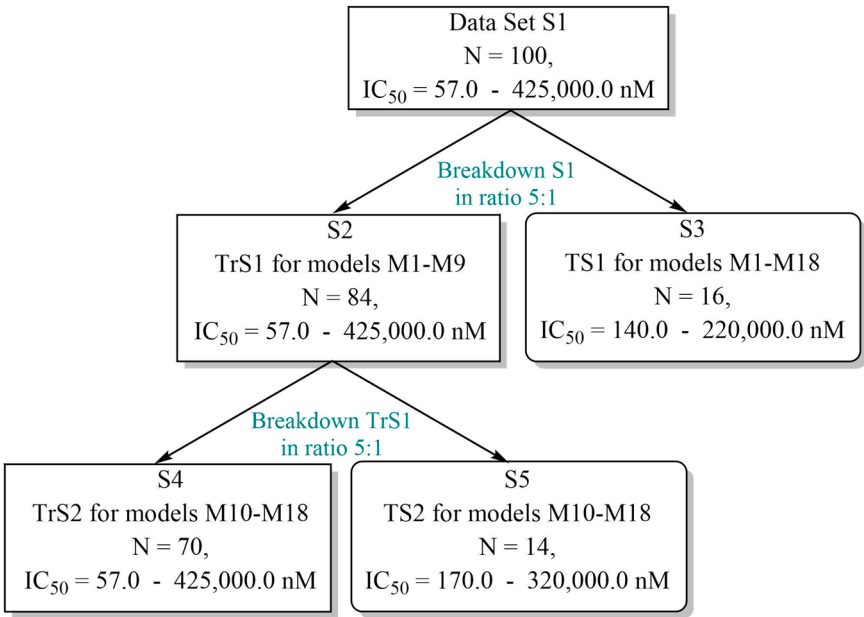 Data Set S1
N = 100,
IC50 = 57.0 - 425,000.0 nM
Breakdown S1
in ratio 5:1
S2
TrS1 for models M1-M9
N = 84,
IC50 = 57.0 - 425,000.0 nM
S3
TS1 for models M1-M18
N = 16,
IC50 = 140.0 - 220,000.0 nM
Breakdown TrS1
in ratio 5:1
S4
TrS2 for models M10-M18
N = 70,
IC50 = 57.0 - 425,000.0 nM
S5
TS2 for models M10-M18
N = 14,
IC50 = 170.0 - 320,000.0 nM